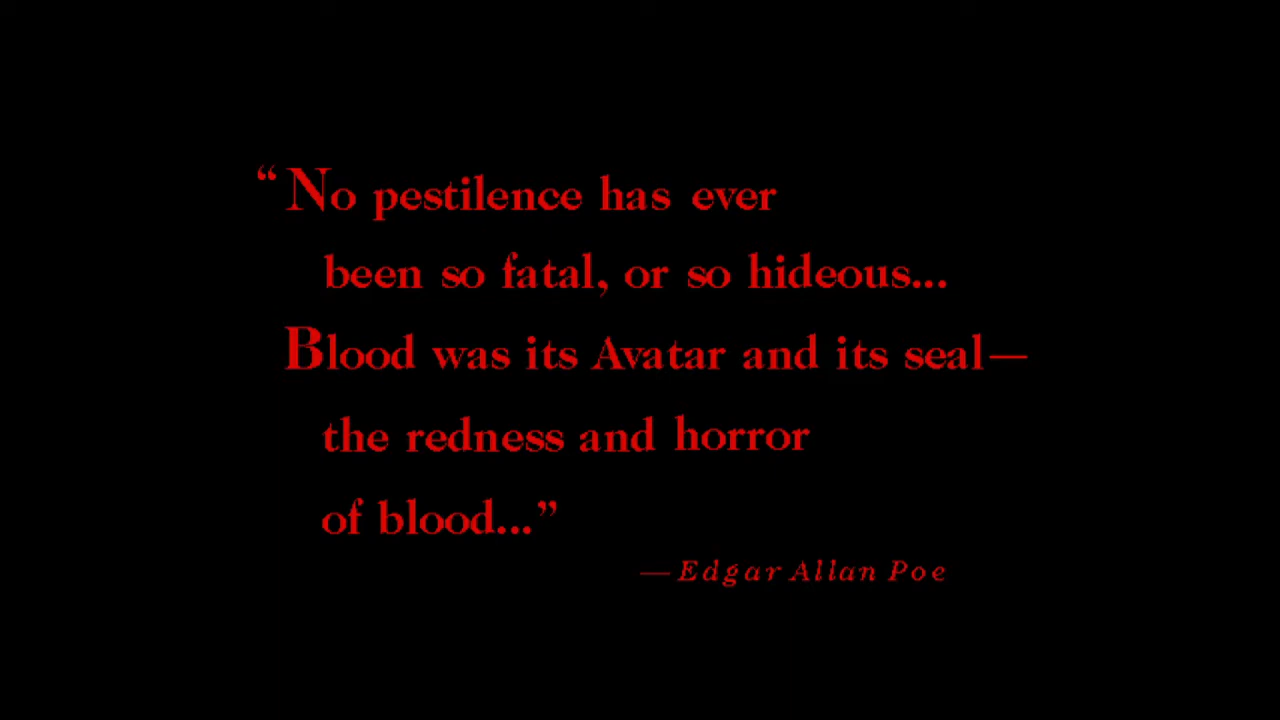 “No pestilence has ever
been so fatal, or so hideous...
Blood was its Avatar and its seal—
the redness and horror
of blood...”
—Edgar Allan Poe